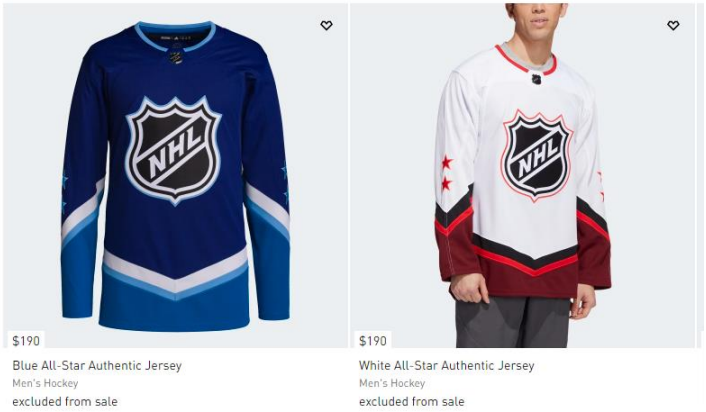 NHL
NHL
$190
$190
Blue All-Star Authentic Jersey
White All-Star Authentic Jersey
Men's Hockey
Men's Hockey
excluded from sale
excluded from sale